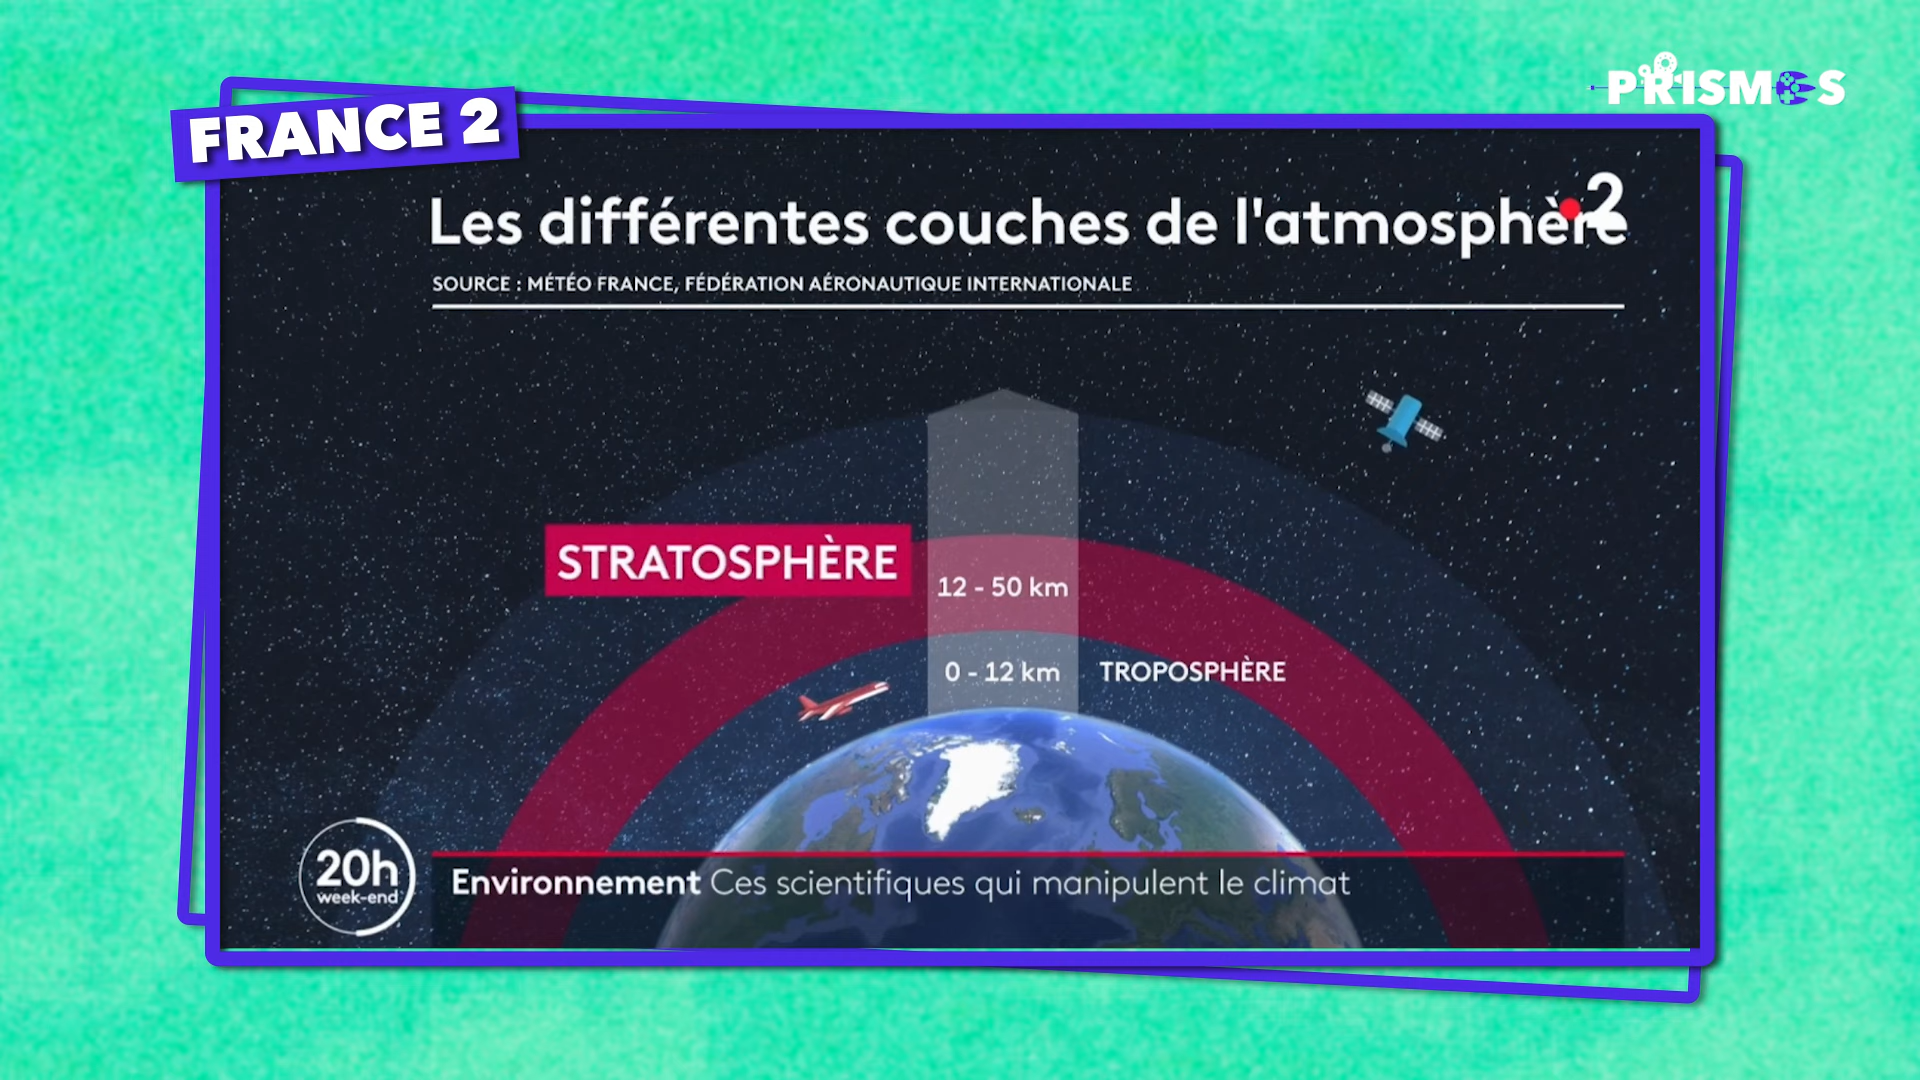 PRISMES
FRANCE 2
2
Les différentes couches de l'atmosphère
SOURCE : MÉTÉO FRANCE, FÉDÉRATION AÉRONAUTIQUE INTERNATIONALE
STRATOSPHÈRE
12 - 50 km
0 - 12 km
TROPOSPHÈRE
20h
week-end
Environnement Ces scientifiques qui manipulent le climat